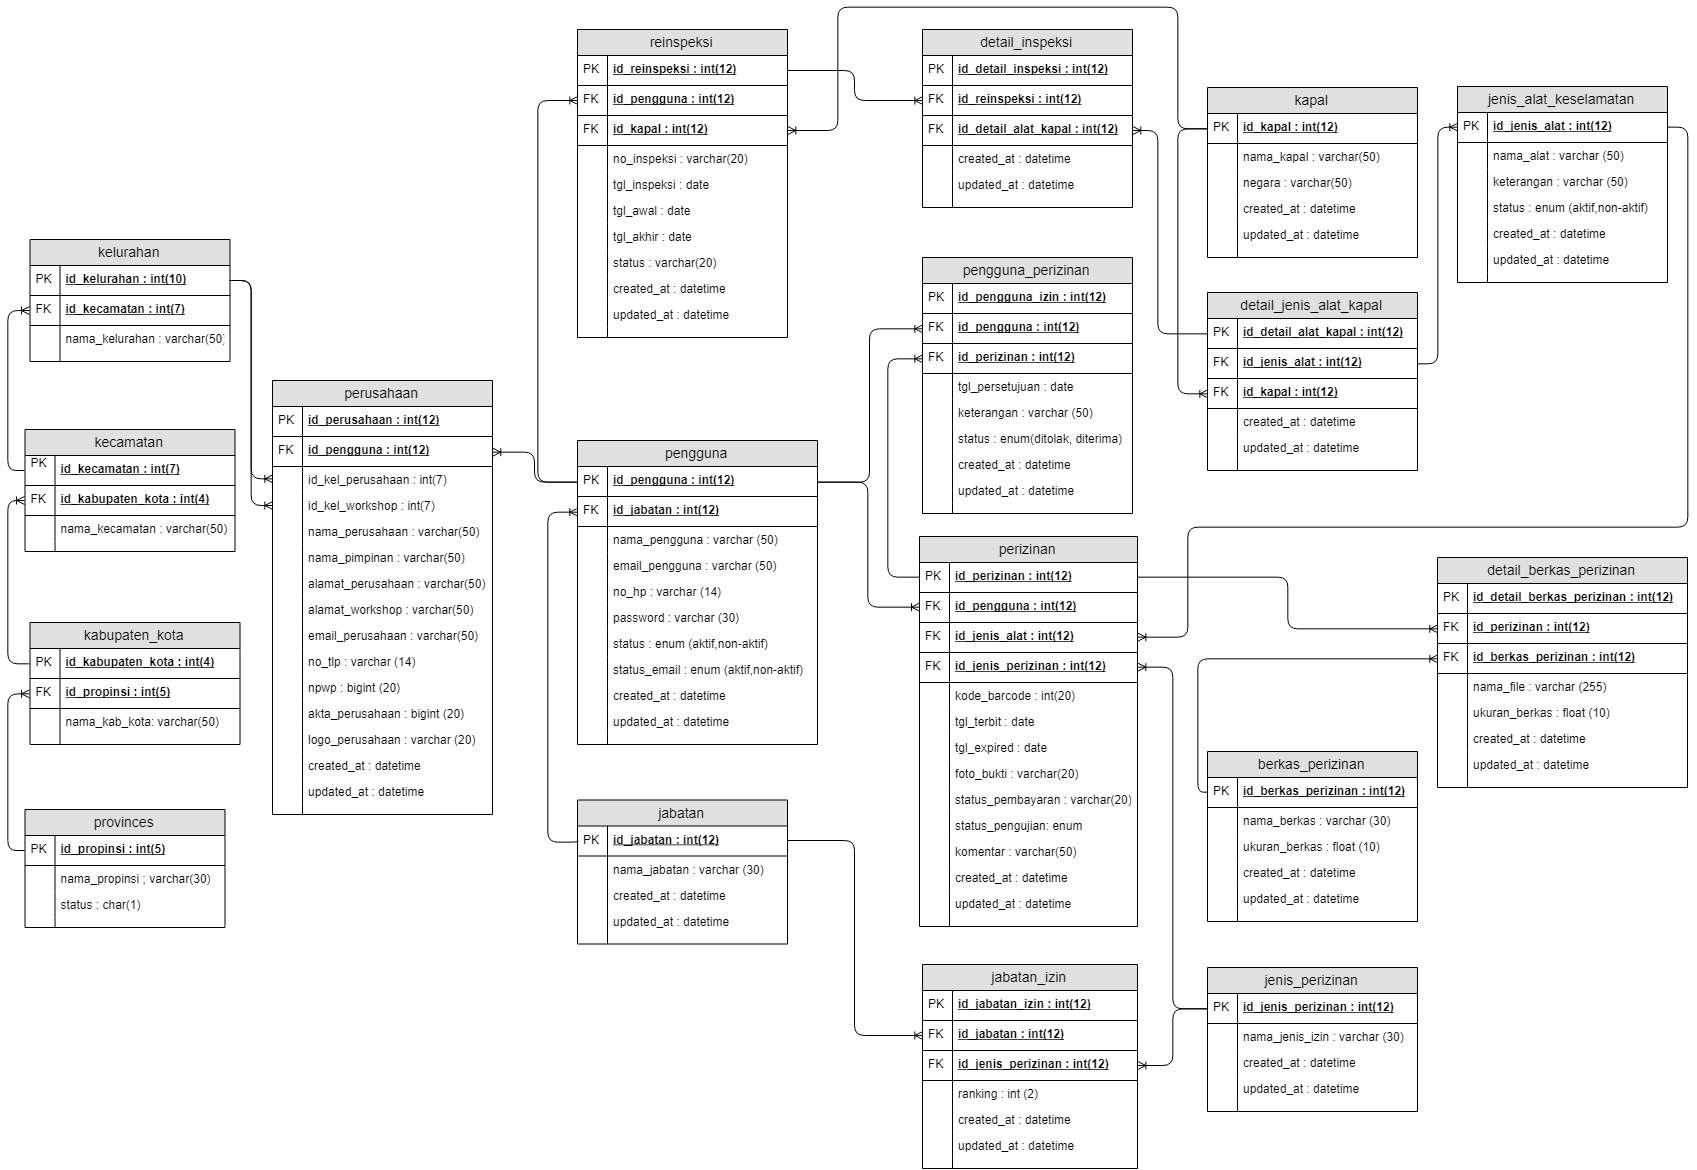 reinspeksi
PK id_reinspeksi : int(12)
FK id_pengguna : int(12)
FK id_kapal : int(12)
no_inspeksi : varchar(20)
tgl_inspeksi : date
tgl_awal : date
tgl_akhir : date
status : varchar(20)
created_at : datetime
updated_at : datetime
detail_inspeksi
PK id_detail_inspeksi : int(12)
FK id_reinspeksi : int(12)
FK id_detail_alat_kapal : int(12)
created_at : datetime
updated_at : datetime
kapal
PK id_kapal : int(12)
nama_kapal : varchar(50)
negara : varchar(50)
created_at : datetime
updated_at : datetime
jenis_alat_keselamatan
PK id_jenis_alat : int(12)
nama_alat : varchar (50)
keterangan : varchar (50)
status : enum (aktif,non-aktif)
created_at : datetime
updated_at : datetime
kelurahan
PK id_kelurahan : int(10)
FK id_kecamatan : int(7)
nama_kelurahan : varchar(50)
pengguna_perizinan
PK id_pengguna_izin : int(12)
FK id_pengguna : int(12)
FK id_perizinan : int(12)
tgl_persetujuan : date
keterangan : varchar (50)
status : enum(ditolak, diterima)
created_at : datetime
updated_at : datetime
detail_jenis_alat_kapal
PK id_detail_alat_kapal : int(12)
FK id_jenis_alat : int(12)
FK id_kapal : int(12)
created_at : datetime
updated_at : datetime
perusahaan
PK id_perusahaan : int(12)
FK id_pengguna : int(12)
id_kel_perusahaan : int(7)
id_kel_workshop : int(7)
nama_perusahaan : varchar(50)
nama_pimpinan : varchar(50)
alamat_perusahaan : varchar(50)
alamat_workshop : varchar(50)
email_perusahaan : varchar(50)
no_tlp : varchar (14)
npwp : bigint (20)
akta_perusahaan : bigint (20)
logo_perusahaan : varchar (20)
created_at : datetime
updated_at : datetime
kecamatan
PK id_kecamatan : int(7)
FK id_kabupaten_kota : int(4)
nama_kecamatan : varchar(50)
pengguna
PK id_pengguna : int(12)
FK id_jabatan : int(12)
nama_pengguna : varchar (50)
email_pengguna : varchar (50)
no_hp : varchar (14)
password : varchar (30)
status : enum (aktif,non-aktif)
status_email : enum (aktif,non-aktif)
created_at : datetime
updated_at : datetime
perizinan
PK id_perizinan : int(12)
FK id_pengguna : int(12)
FK id_jenis_alat : int(12)
FK id_jenis_perizinan : int(12)
kode_barcode : int(20)
tgl_terbit : date
tgl_expired : date
foto_bukti : varchar(20)
status_pembayaran : varchar(20)
status_pengujian: enum
komentar : varchar(50)
created_at : datetime
updated_at : datetime
detail_berkas_perizinan
PK id_detail_berkas_perizinan : int(12)
FK id_perizinan : int(12)
FK id_berkas_perizinan : int(12)
nama_file : varchar (255)
ukuran_berkas : float (10)
created_at : datetime
updated_at : datetime
kabupaten_kota
PK id_kabupaten_kota : int(4)
FK id_propinsi : int(5)
nama_kab_kota: varchar(50)
berkas_perizinan
PK id_berkas_perizinan : int(12)
nama_berkas : varchar (30)
ukuran_berkas : float (10)
created_at : datetime
updated_at : datetime
provinces
PK id_propinsi : int(5)
nama_propinsi ; varchar(30)
status : char(1)
jabatan
PK id_jabatan : int(12)
nama_jabatan : varchar (30)
created_at : datetime
updated_at : datetime
jabatan_izin
PK id_jabatan_izin : int(12)
FK id_jabatan : int(12)
FK id_jenis_perizinan : int(12)
ranking : int (2)
created_at : datetime
updated_at : datetime
jenis_perizinan
PK id_jenis_perizinan : int(12)
nama_jenis_izin : varchar (30)
created_at : datetime
updated_at : datetime